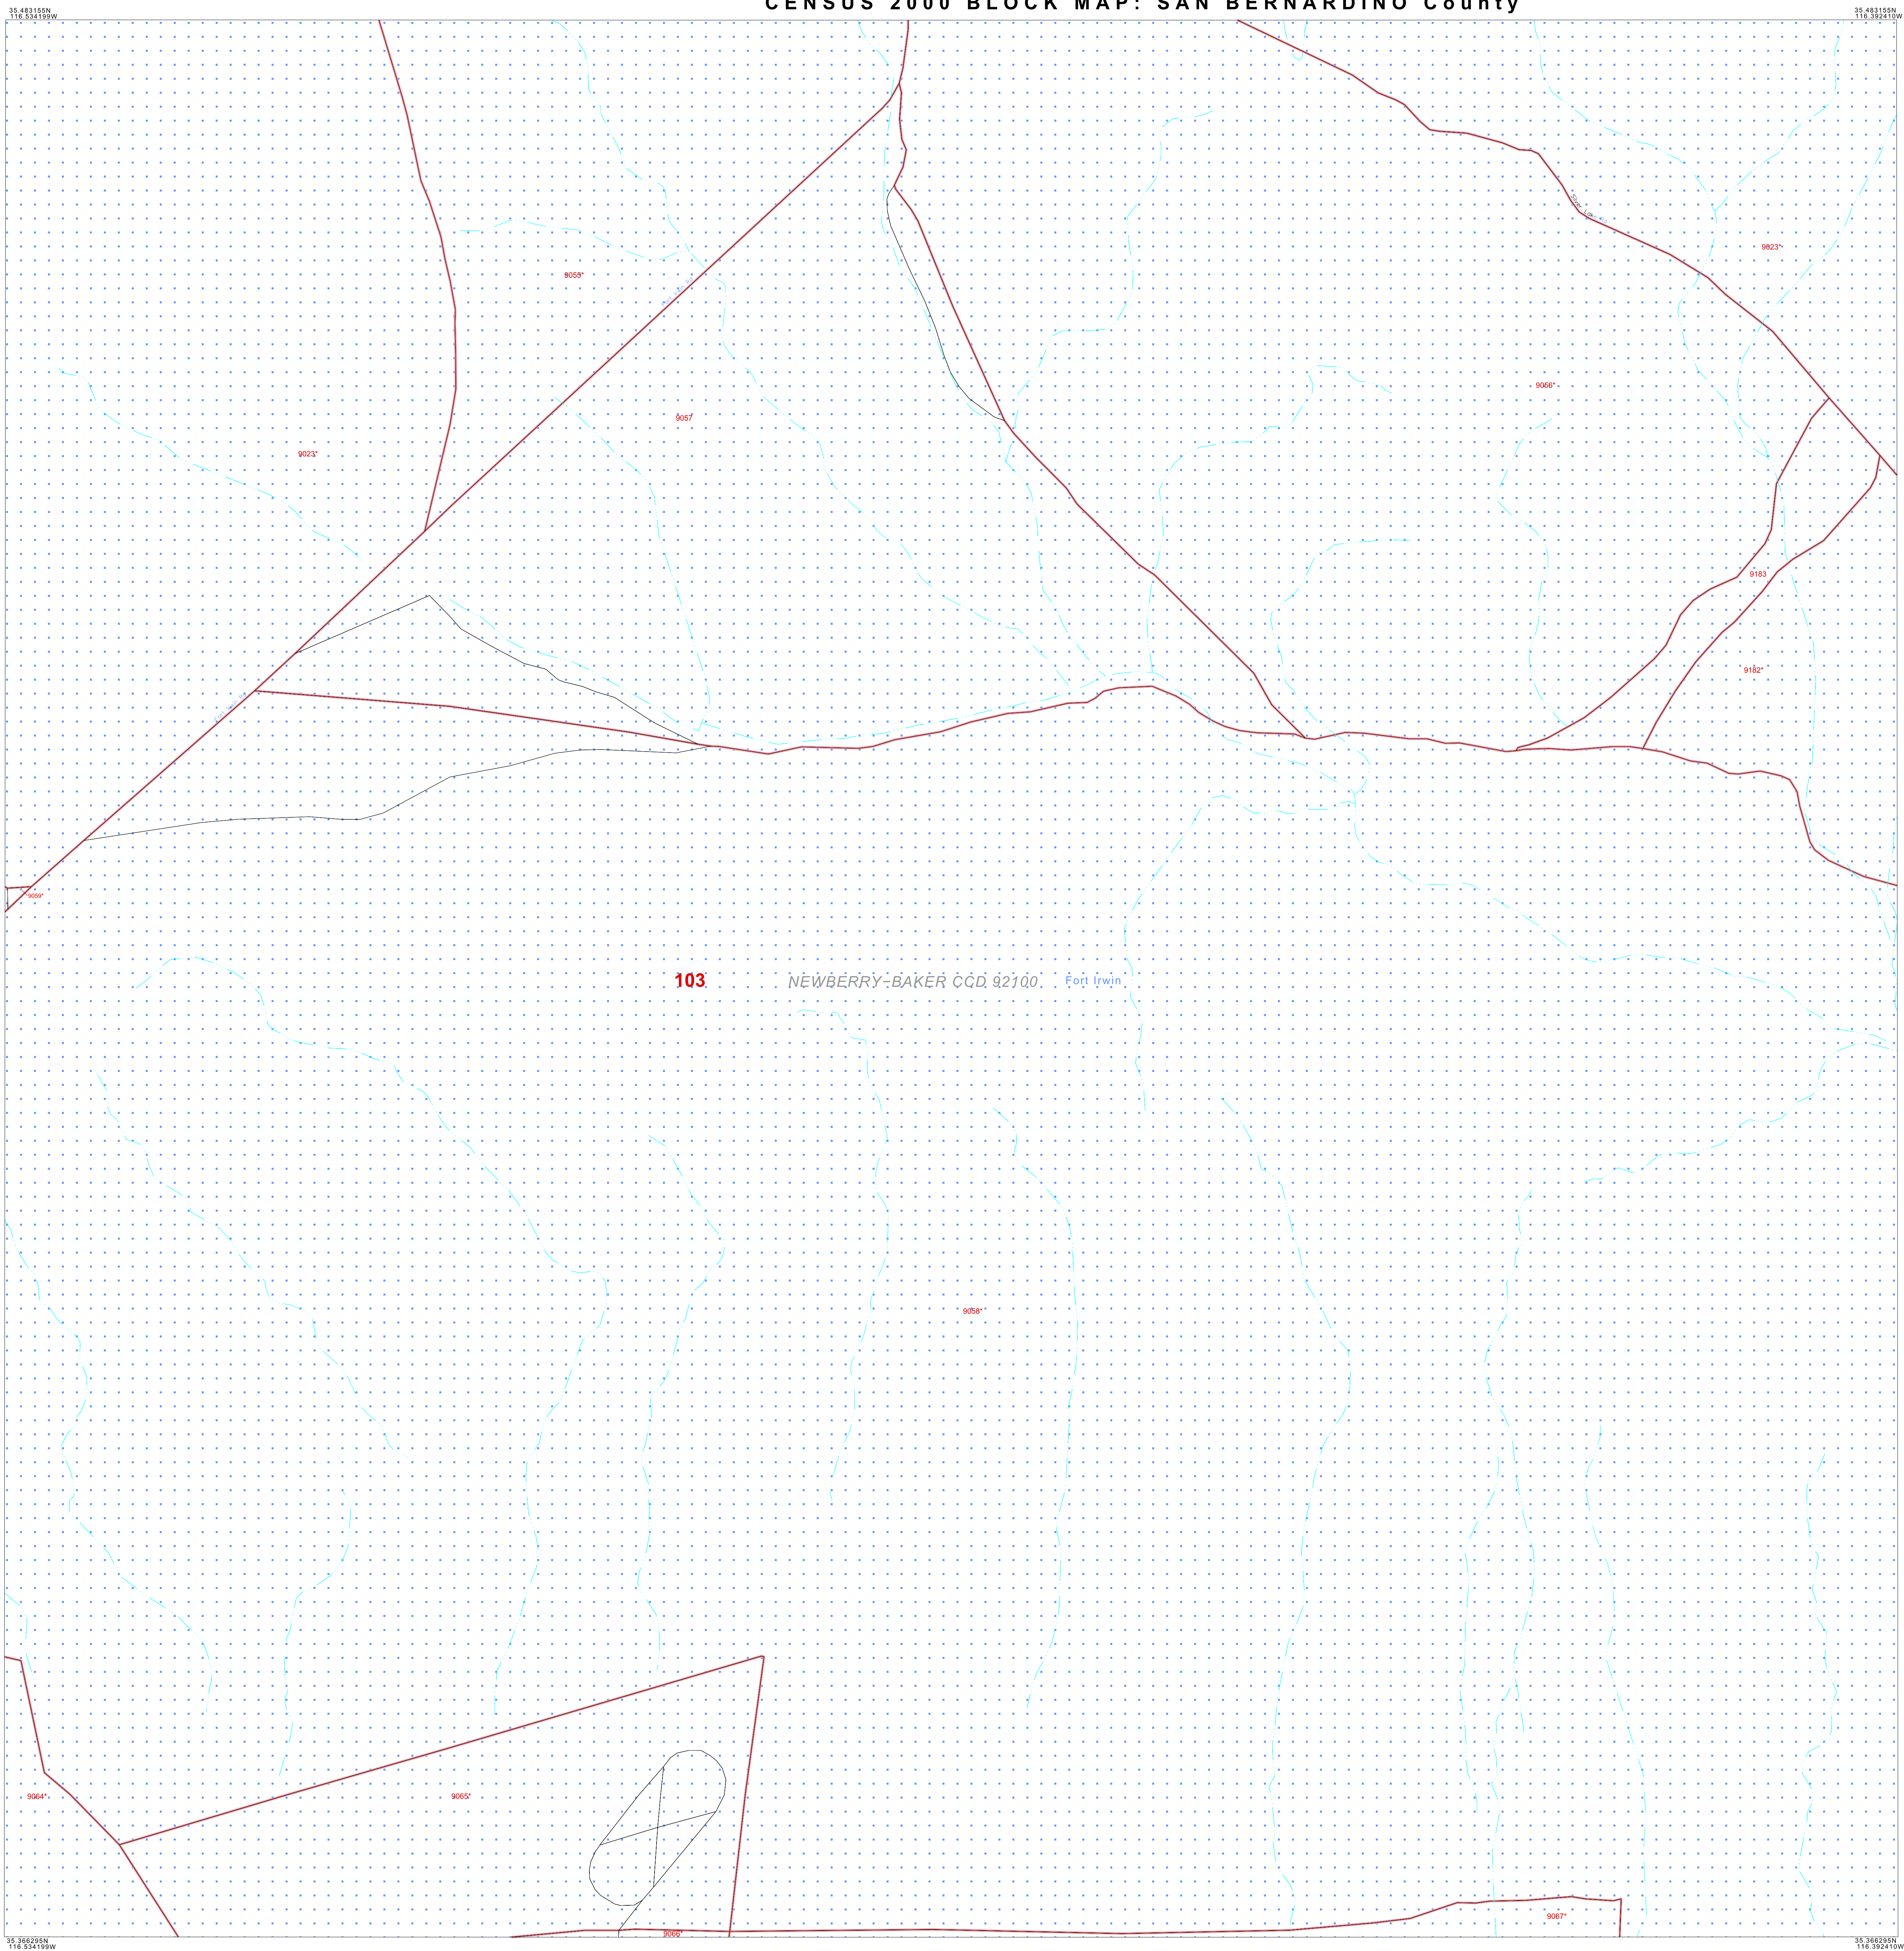 CENSUS 2000 BLOCK MAP: SAN BERNARDINO County
35.483155N
116.534199W
35.483155N
116.392410W
9823*
9055*
9056*
9057
9023*
9183
9182*
9059*
103
NEWBERRY-BAKER CCD 92100
Fort Irwin
9058*
9064*
9065*
9067*
9066*
35.366295N
116.534199W
35.366295N
116.392410W